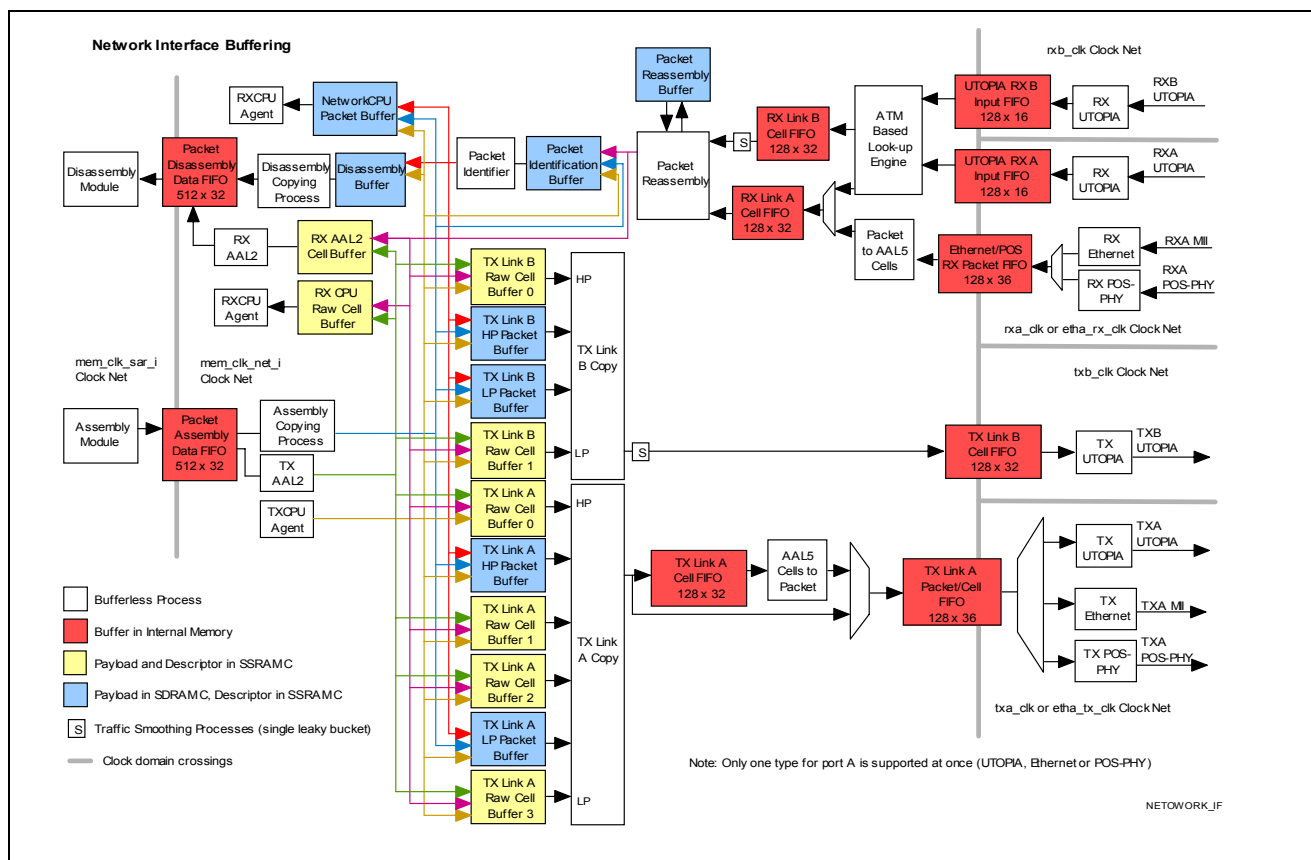 Network Interface Buffering
rxb_clk Clock Net
RXCPU
Agent
NetworkCPU
Packet Buffer
Packet
Reassembly
Buffer
RX Link B
Cell FIFO
128 x 32
ATM
Based
Look-up
Engine
UTOPIA RX B
Input FIFO
128 x 16
RX
UTOPIA
RXB
UTOPIA
Disassembly
Module
Packet
Disassembly
Data FIFO
512 x 32
Disassembly
Copying
Process
Disassembly
Buffer
Packet
Identifier
Packet
Identification
Buffer
Packet
Reassembly
S
RX Link A
Cell FIFO
128 x 32
UTOPIA RX A
Input FIFO
128 x 16
RX
UTOPIA
RXA
UTOPIA
RX
AAL2
RX AAL2
Cell Buffer
Packet
to AAL5
Cells
Ethernet/POS
RX Packet FIFO
128 x 36
RX
Ethernet
RXA MII
RX POS-
PHY
RXA
POS-PHY
RXCPU
Agent
RX CPU
Raw Cell
Buffer
rxa_clk or etha_rx_clk Clock Net
TX Link B
Raw Cell
Buffer 0
HP
TX Link B
HP Packet
Buffer
TX Link
B Copy
TX Link B
LP Packet
Buffer
TX Link B
Raw Cell
Buffer 1
LP
mem_clk_sar_i
Clock Net
mem_clk_net_i
Clock Net
txb_clk Clock Net
Assembly
Module
Packet
Assembly
Data FIFO
512 x 32
Assembly
Copying
Process
TX
AAL2
TXCPU
Agent
S
TX Link B
Cell FIFO
128 x 32
TX
UTOPIA
TXB
UTOPIA
TX Link A
Raw Cell
Buffer 0
HP
TX Link A
HP Packet
Buffer
TX Link A
Raw Cell
Buffer 1
TX Link
A Copy
TX Link A
Raw Cell
Buffer 2
TX Link A
LP Packet
Buffer
TX Link A
Raw Cell
Buffer 3
LP
TX Link A
Cell FIFO
128 x 32
AAL5
Cells to
Packet
TX Link A
Packet/Cell
FIFO
128 x 36
TX
UTOPIA
TXA
UTOPIA
TX
Ethernet
TXA MII
TX POS-
PHY
TXA
POS-PHY
txa_clk or etha_tx_clk Clock Net
Bufferless Process
Buffer in Internal Memory
Payload and Descriptor in SSRAMC
Payload in SDRAMC, Descriptor in SSRAMC
S Traffic Smoothing Processes (single leaky bucket)
Clock domain crossings
Note: Only one type for port A is supported at once (UTOPIA, Ethernet or POS-PHY)
NETOWORK_IF